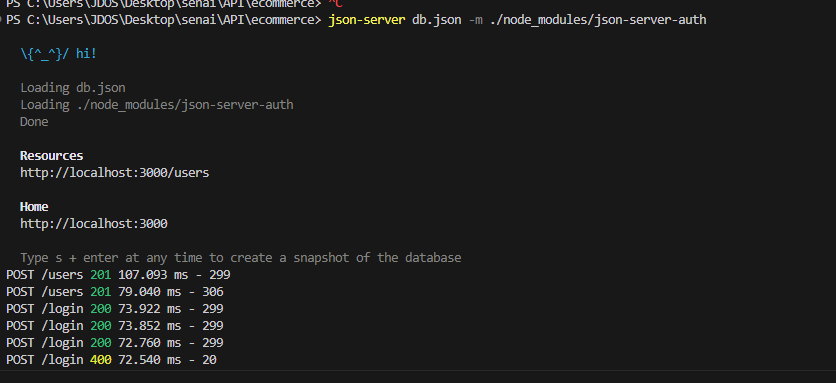 PS C:\Users\JDOS\Desktop\senai\API\ecommerce> ^C
PS C:\Users\JDOS\Desktop\senai\API\ecommerce> json-server db.json -m ./node_modules/json-server-auth
\{^_^}/ hi!
Loading db.json
Loading ./node_modules/json-server-auth
Done
Resources
http://localhost:3000/users
Home
http://localhost:3000
Type s + enter at any time to create a snapshot of the database
POST /users 201 107.093 ms - 299
POST /users 201 79.040 ms - 306
POST /login 200 73.922 ms - 299
POST /login 200 73.852 ms - 299
POST /login 200 72.760 ms - 299
POST /login 400 72.540 ms - 20